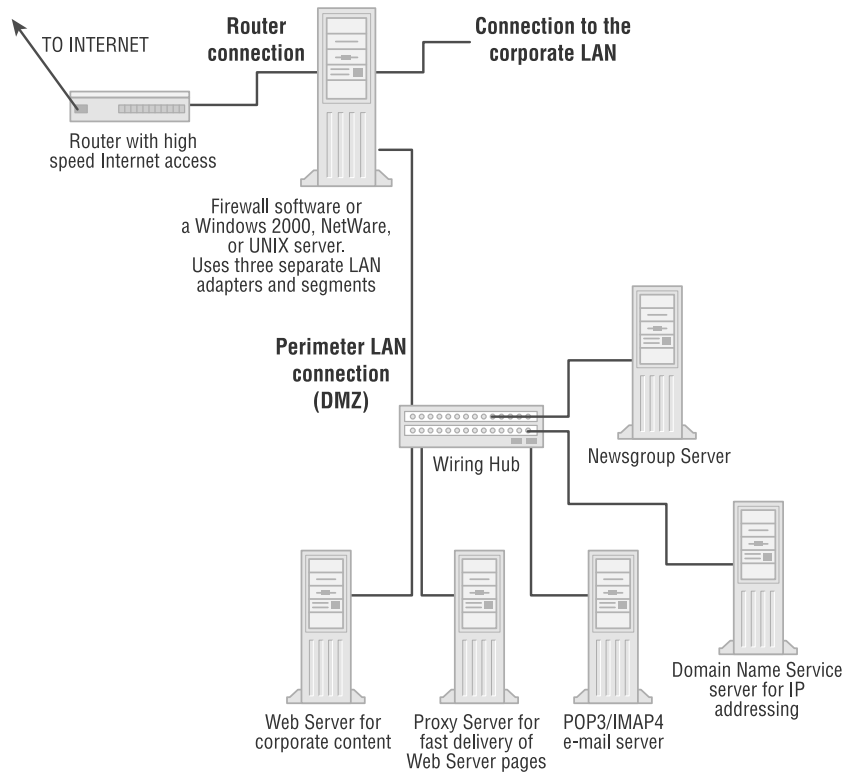 TO INTERNET
Router
connection
Connection to the
corporate LAN
Router with high
speed Internet access
Firewall software or
a Windows 2000, NetWare,
or UNIX server.
Uses three separate LAN
adapters and segments
Perimeter LAN
connection
(DMZ)
Wiring Hub
Newsgroup Server
Web Server for
corporate content
Proxy Server for
fast delivery of
Web Server pages
POP3/IMAP4
e-mail server
Domain Name Service
server for IP
addressing